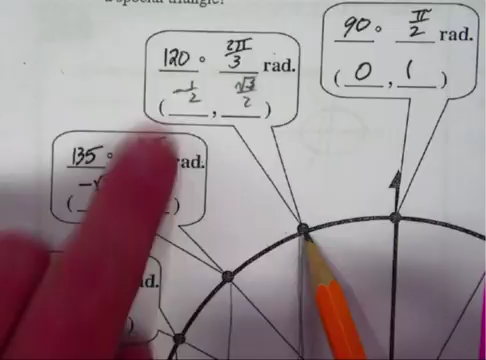 a special triangle?
90° π/2 rad.
(0, 1)
120° 2π/3 rad.
(-1/2, √3/2)
135° rad.